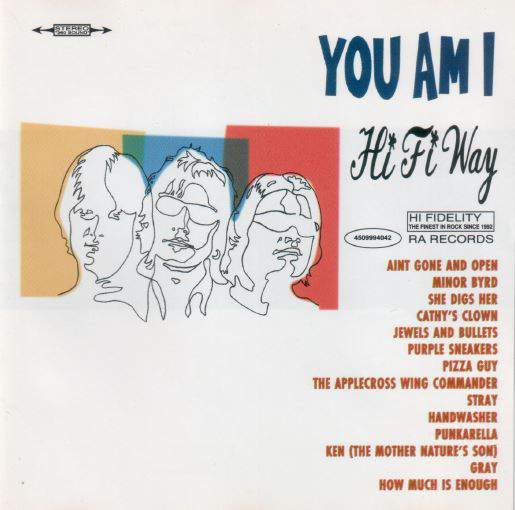 STEREO
"360 SOUND"
YOU AM I
Hi Fi Way
HI FIDELITY
THE FINEST IN ROCK SINCE 1992
4509994042
RA RECORDS
AINT GONE AND OPEN
MINOR BYRD
SHE DIGS HER
CATHY'S CLOWN
JEWELS AND BULLETS
PURPLE SNEAKERS
PIZZA GUY
THE APPLECROSS WING COMMANDER
STRAY
HANDWASHER
PUNKARELLA
KEN (THE MOTHER NATURE'S SON)
GRAY
HOW MUCH IS ENOUGH